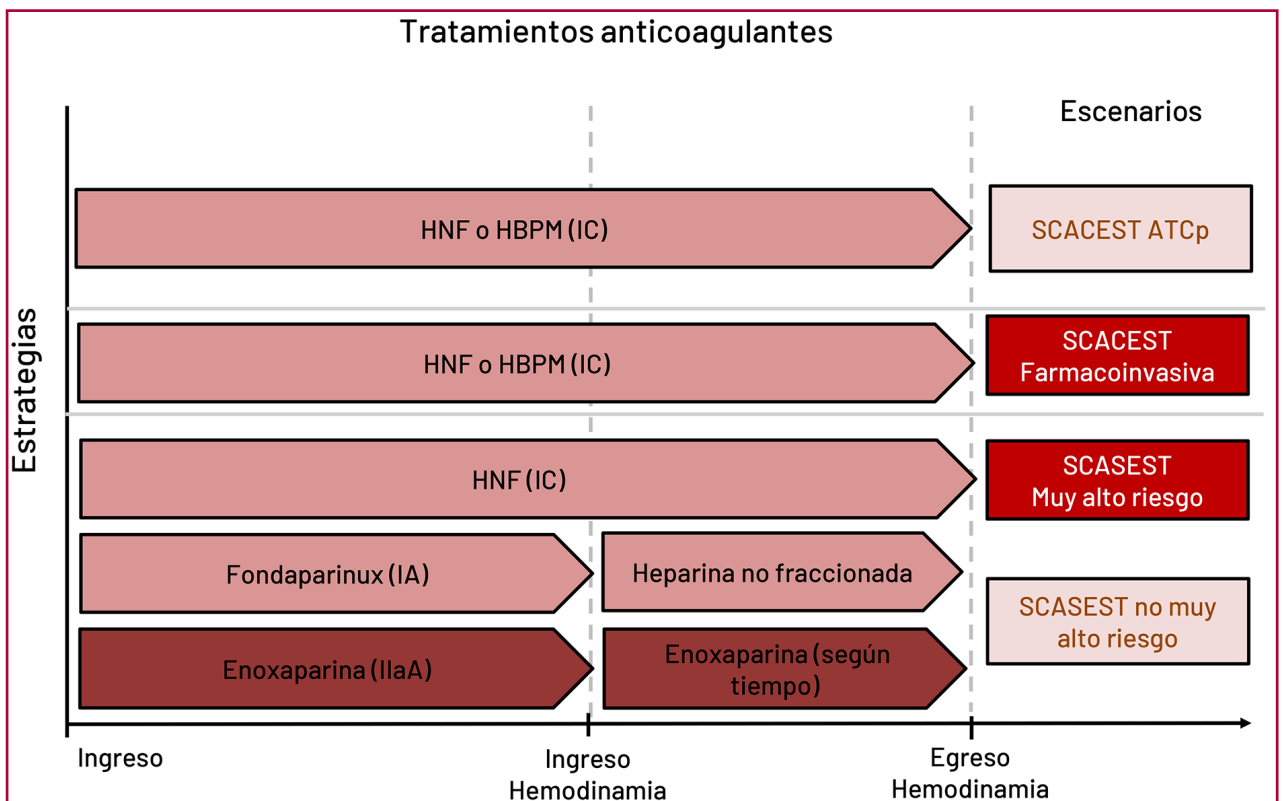 Tratamientos anticoagulantes
Escenarios
Estrategias
HNF o HBPM (IC)
SCACEST ATCp
HNF o HBPM (IC)
SCACEST
Farmacoinvasiva
HNF (IC)
SCASEST
Muy alto riesgo
Fondaparinux (IA)
Heparina no fraccionada
SCASEST no muy
alto riesgo
Enoxaparina (IIaA)
Enoxaparina (según
tiempo)
Ingreso
Ingreso
Hemodinamia
Egreso
Hemodinamia